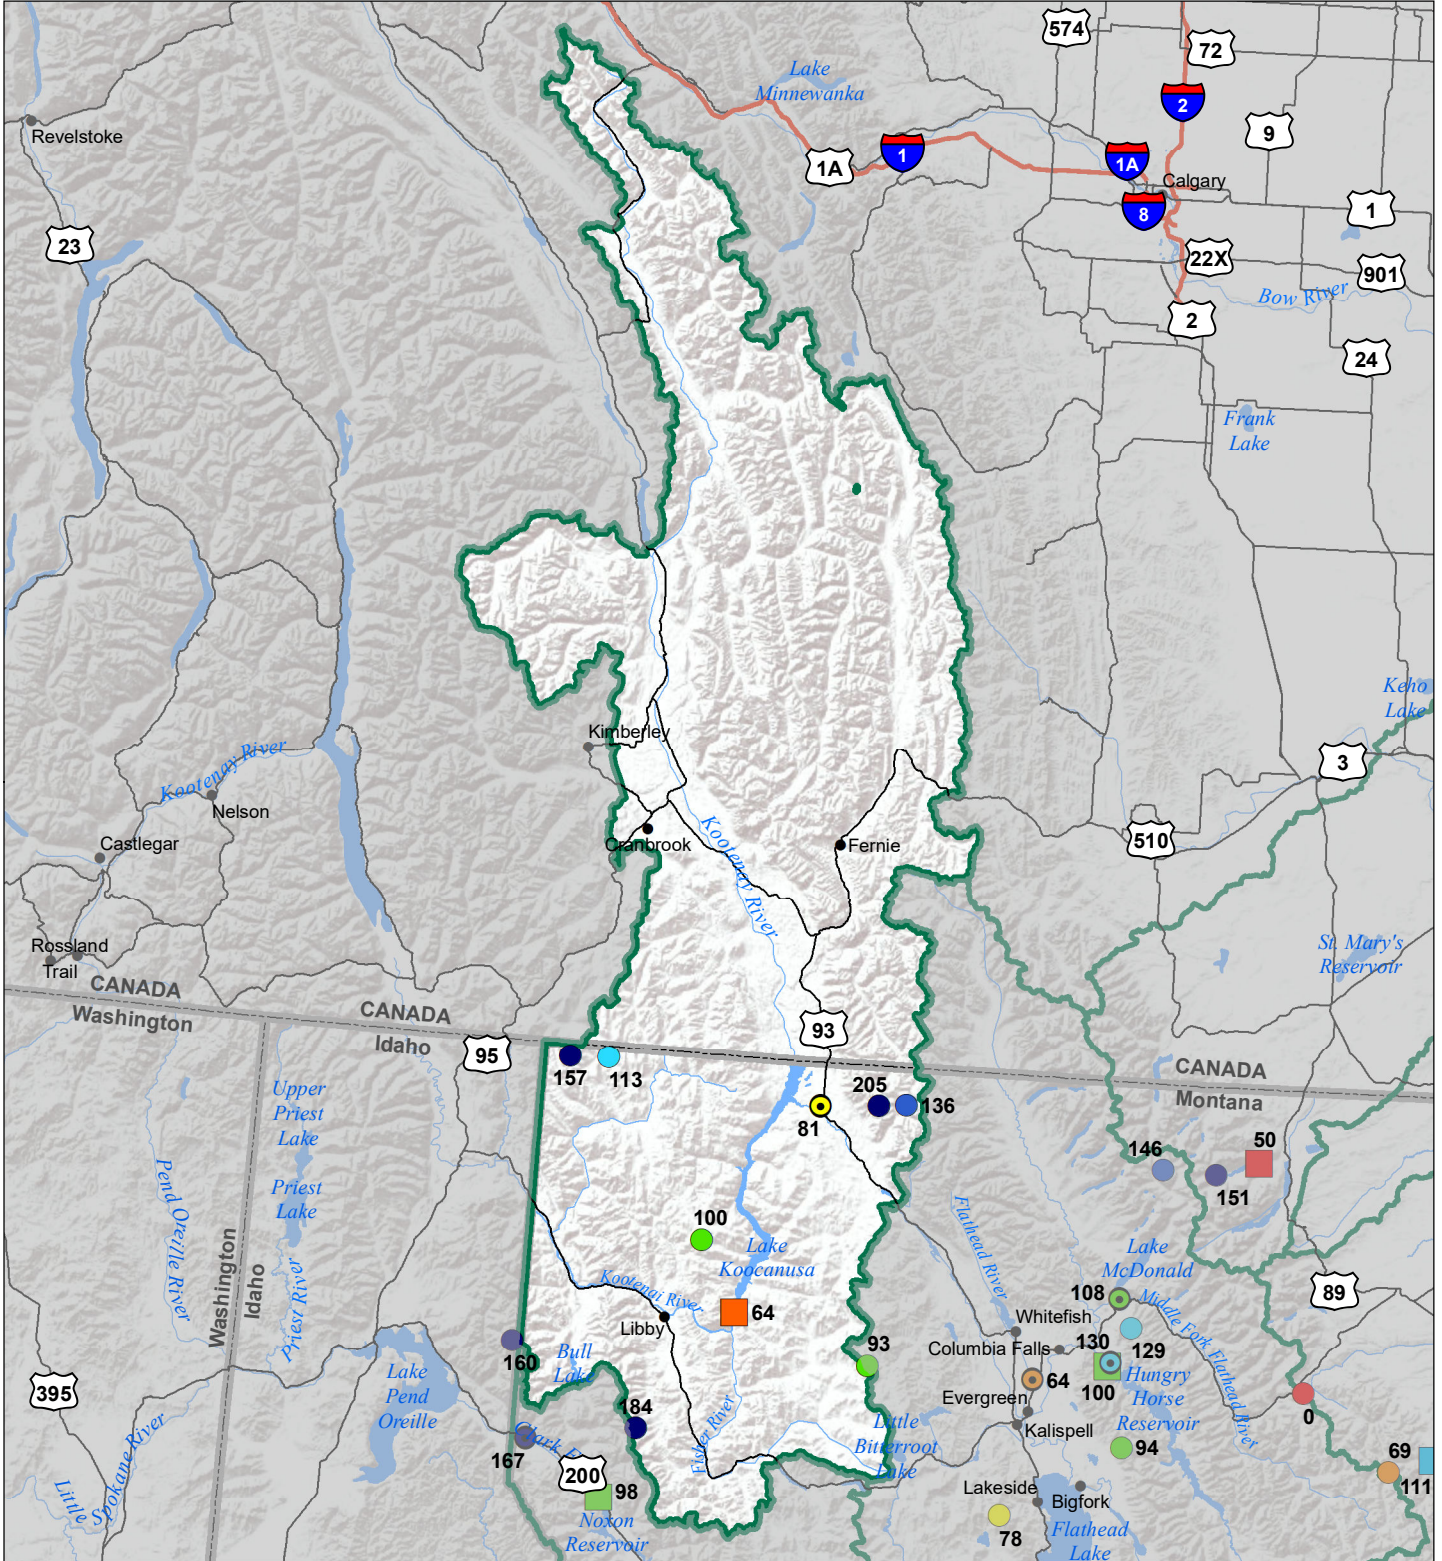 574
72
Lake
Minnewanka
2
9
Revelstoke
1
1A
1A
Calgary
8
1
23
22X
901
Bow River
2
24
Frank
Lake
Keho
Lake
Kimberley
3
Kootenay River
Nelson
Castlegar
Cranbrook
Kootenay River
Fernie
510
Rossland
Trail
St. Mary's
Reservoir
CANADA
Washington
CANADA
Idaho
95
93
157
113
205
136
81
CANADA
Montana
Upper
Priest
Lake
Priest
Lake
Pend Oreille River
Priest River
Washington
Idaho
146
50
151
100
Lake
Koocanusa
Kootenai River
64
Libby
Flathead River
Lake
McDonald
108
Middle Fork Flathead River
89
Whitefish
Columbia Falls
130
129
100
Hungry
Horse
Reservoir
64
Evergreen
Kalispell
93
160
Bull
Lake
Lake
Pend
Oreille
395
184
Fisher River
Little
Bitterroot
Lake
0
94
69
111
167
Clark F
200
98
Noxon
Reservoir
Little
Spokane River
Lakeside
Bigfork
78
Flathead
Lake